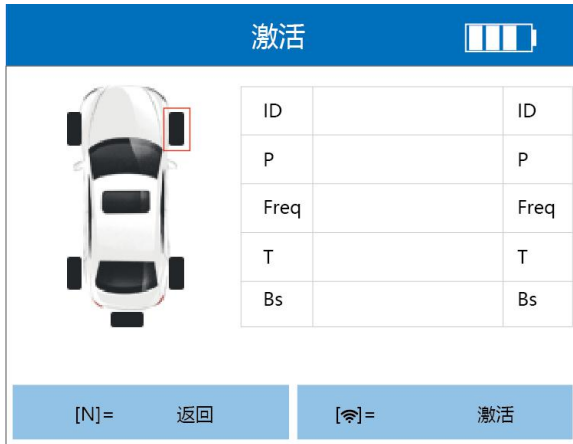 激活
ID ID
P P
Freq Freq
T T
Bs Bs
[N]= 返回
[]= 激活